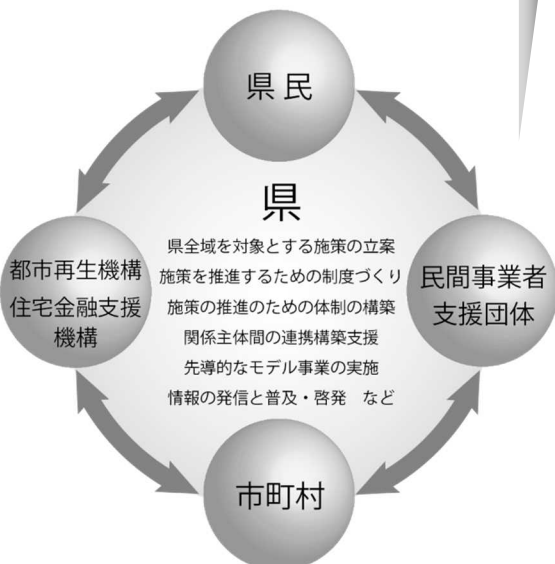 県民
県
県全域を対象とする施策の立案
施策を推進するための制度づくり
施策の推進のための体制の構築
関係主体間の連携構築支援
先導的なモデル事業の実施
情報の発信と普及・啓発　など
都市再生機構
住宅金融支援
機構
民間事業者
支援団体
市町村